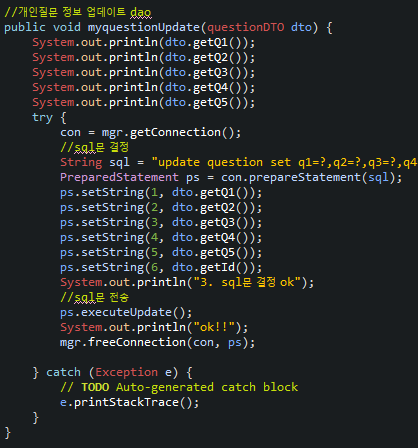 //개인질문 정보 업데이트 dao
public void myquestionUpdate(questionDTO dto) {
System.out.println(dto.getQ1());
System.out.println(dto.getQ2());
System.out.println(dto.getQ3());
System.out.println(dto.getQ4());
System.out.println(dto.getQ5());
try {
con = mgr.getConnection();
//sql문 결정
String sql = "update question set q1=?,q2=?,q3=?,q4
PreparedStatement ps = con.prepareStatement(sql);
ps.setString(1, dto.getQ1());
ps.setString(2, dto.getQ2());
ps.setString(3, dto.getQ3());
ps.setString(4, dto.getQ4());
ps.setString(5, dto.getQ5());
ps.setString(6, dto.getId());
System.out.println("3. sql문 결정 ok");
//sql문 전송
ps.executeUpdate();
System.out.println("ok!!");
mgr.freeConnection(con, ps);
} catch (Exception e) {
// TODO Auto-generated catch block
e.printStackTrace();
}
}